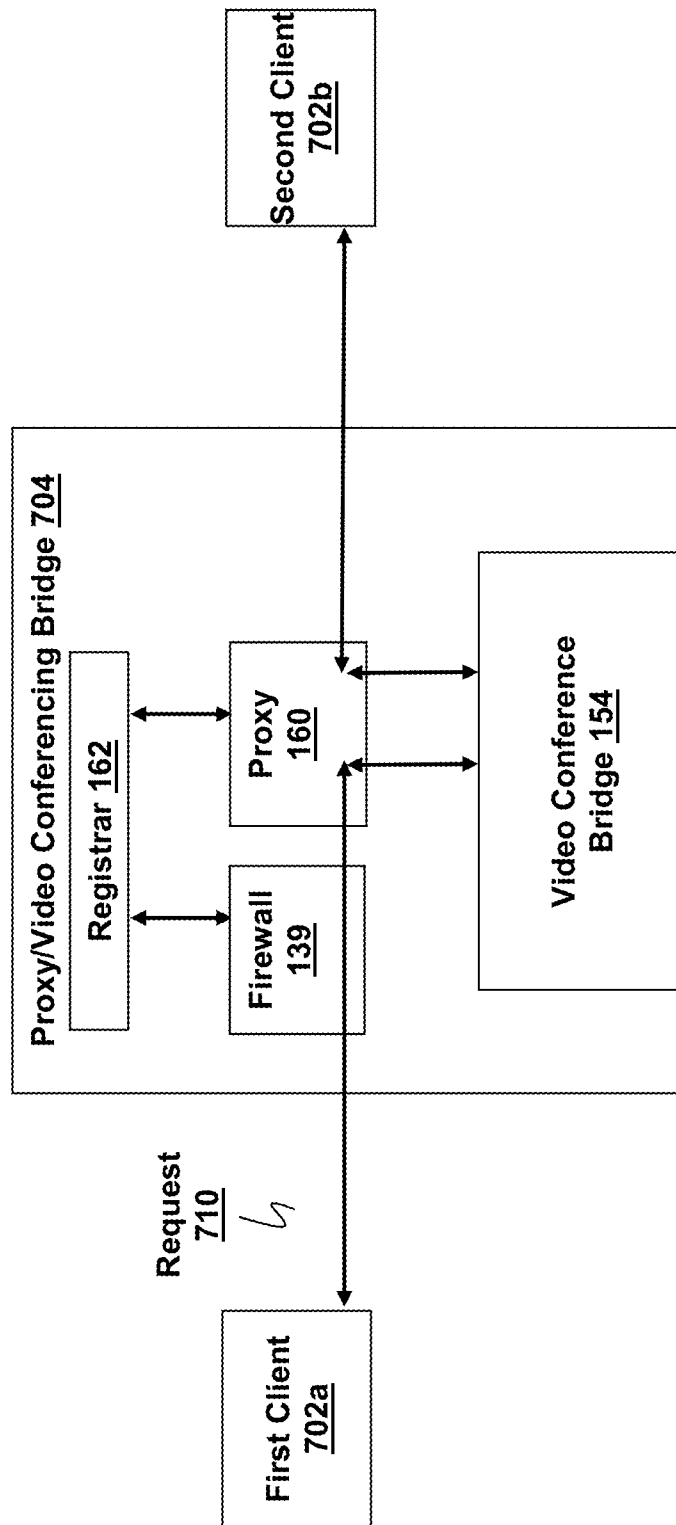 Proxy/Video Conferencing Bridge 704
Registrar 162
Request
710
Firewall
139
Proxy
160
First Client
702a
Second Client
702b
Video Conference
Bridge 154